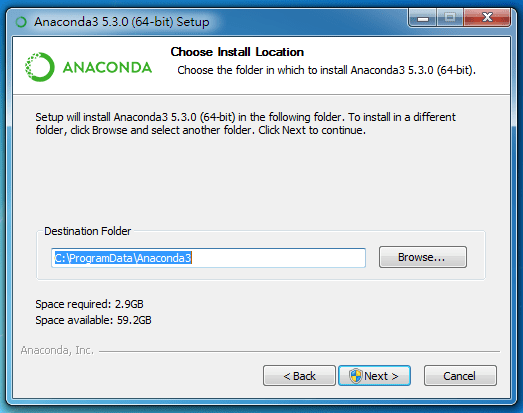 Anaconda3 5.3.0 (64-bit) Setup
ANACONDA
Choose Install Location
Choose the folder in which to install Anaconda3 5.3.0 (64-bit).
Setup will install Anaconda3 5.3.0 (64-bit) in the following folder. To install in a different
folder, click Browse and select another folder. Click Next to continue.
Destination Folder
C:\ProgramData\Anaconda3
Browse...
Space required: 2.9GB
Space available: 59.2GB
Anaconda, Inc.
< Back
Next >
Cancel